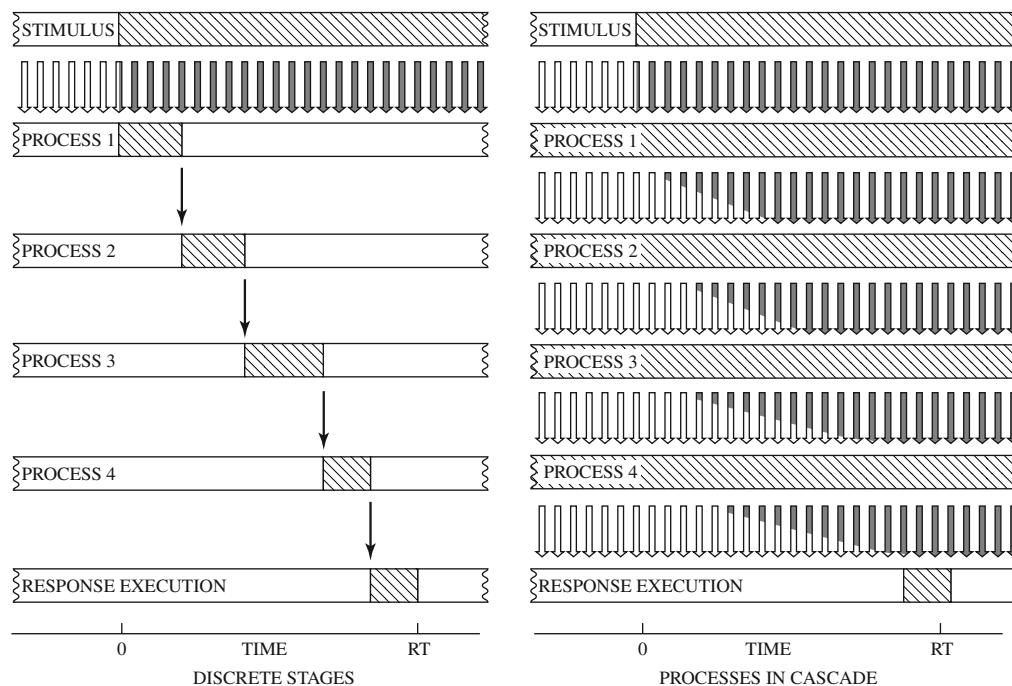 STIMULUS
PROCESS 1
PROCESS 2
PROCESS 3
PROCESS 4
RESPONSE EXECUTION
0 TIME RT
DISCRETE STAGES
STIMULUS
PROCESS 1
PROCESS 2
PROCESS 3
PROCESS 4
RESPONSE EXECUTION
0 TIME RT
PROCESSES IN CASCADE